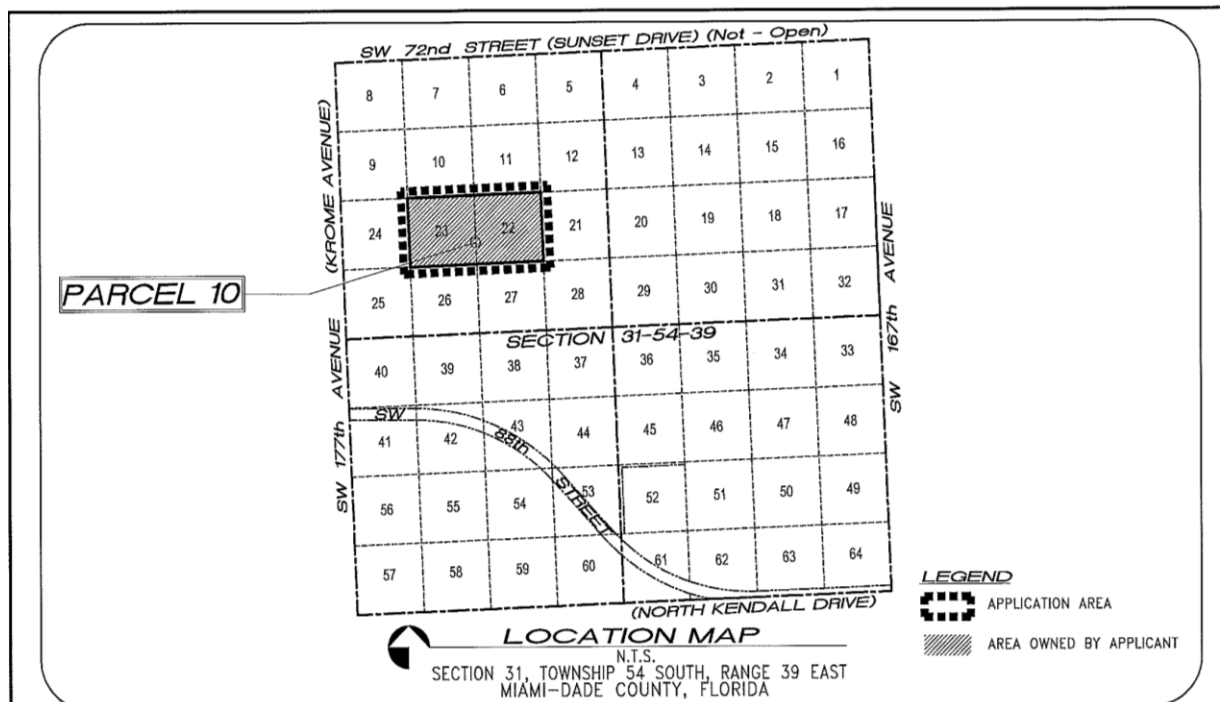 SW 72nd STREET (SUNSET DRIVE) (Not - Open)
8 7 6 5 4 3 2 1
9 10 11 12 13 14 15 16
24 23 22 21 20 19 18 17
25 26 27 28 29 30 31 32
SECTION 31-54-39
40 39 38 37 36 35 34 33
41 42 43 44 45 46 47 48
56 55 54 53 52 51 50 49
57 58 59 60 61 62 63 64
(KROME AVENUE)
SW 177th AVENUE
SW 167th AVENUE
PARCEL 10
SW 88th STREET
(NORTH KENDALL DRIVE)
LOCATION MAP
N.T.S.
SECTION 31, TOWNSHIP 54 SOUTH, RANGE 39 EAST
MIAMI-DADE COUNTY, FLORIDA
LEGEND
APPLICATION AREA
AREA OWNED BY APPLICANT